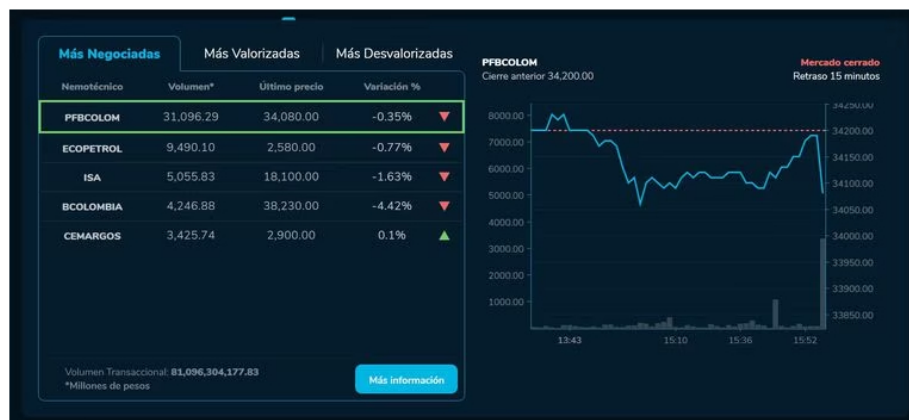 Más Negociadas Más Valorizadas Más Desvalorizadas
Nemotécnico Volumen* Último precio Variación %
PFBCOLOM 31,096.29 34,080.00 -0.35%
ECOPETROL 9,490.10 2,580.00 -0.77%
ISA 5,055.83 18,100.00 -1.63%
BCOLOMBIA 4,246.88 38,230.00 -4.42%
CEMARGOS 3,425.74 2,900.00 0.1%
Volumen Transaccional: 81,096,304,177.83
*Millones de pesos
Más información
PFBCOLOM Mercado cerrado
Cierre anterior 34,200.00 Retraso 15 minutos
8000.00
7000.00
6000.00
5000.00
4000.00
3000.00
2000.00
1000.00
34250.00
34200.00
34150.00
34100.00
34050.00
34000.00
33950.00
33900.00
33850.00
13:43 15:10 15:36 15:52